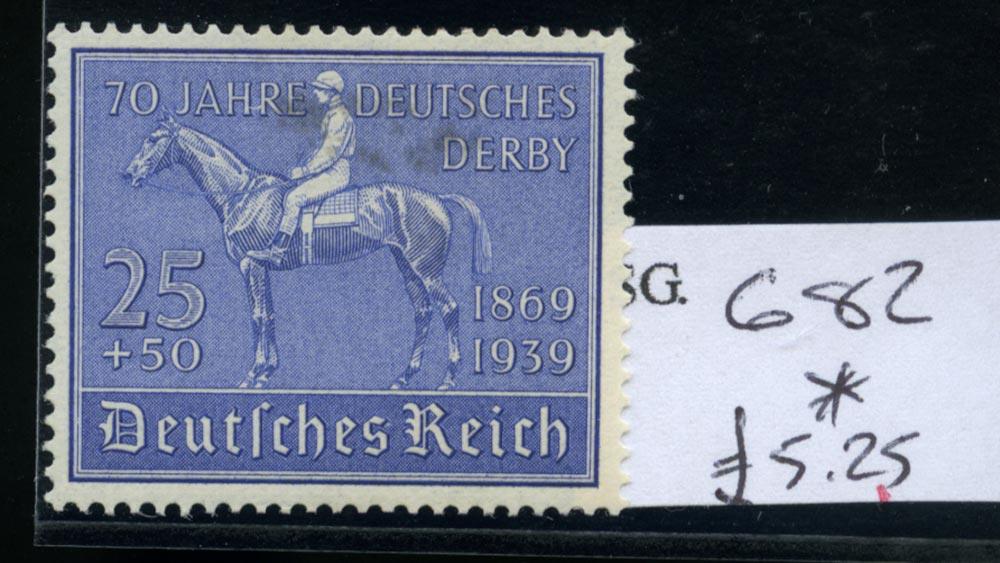 70 JAHRE DEUTSCHES
DERBY
25
+50
1869
1939
Deutſches Reich
SG. 682
*
£5.25